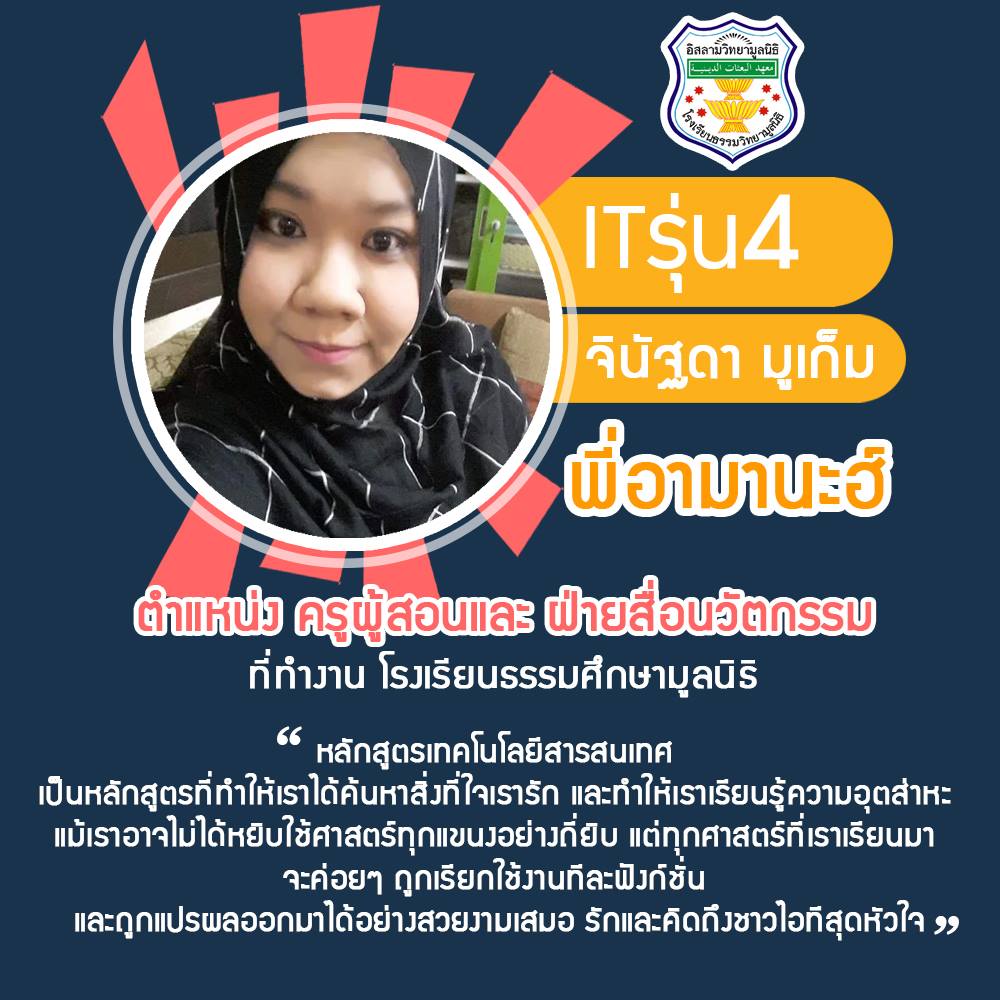 อิสลามวิทยามูลนิธิ
معهد البعثات الدينية
โรงเรียนธรรมวิทยามูลนิธิ
ITรุ่น4
จินัฐดา มูเก็ม
พี่อามานะฮ์
ตำแหน่ง ครูผู้สอนและ ฝ่ายสื่อนวัตกรรม
ที่ทำงาน โรงเรียนธรรมศึกษามูลนิธิ
“ หลักสูตรเทคโนโลยีสารสนเทศ
เป็นหลักสูตรที่ทำให้เราได้ค้นหาสิ่งที่ใจเรารัก และทำให้เราเรียนรู้ความอุตส่าหะ
แม้เราอาจไม่ได้หยิบใช้ศาสตร์ทุกแขนงอย่างถี่ยิบ แต่ทุกศาสตร์ที่เราเรียนมา
จะค่อยๆ ถูกเรียกใช้งานทีละฟังก์ชั่น
และถูกแปรผลออกมาได้อย่างสวยงามเสมอ รักและคิดถึงชาวไอทีสุดหัวใจ ”